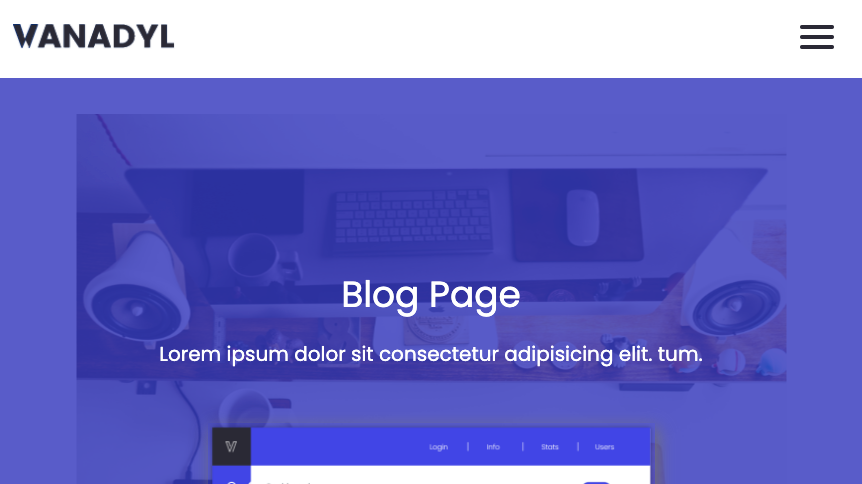 VANADYL
Blog Page
Lorem ipsum dolor sit consectetur adipisicing elit. tum.
V Login | Info | Stats | Users